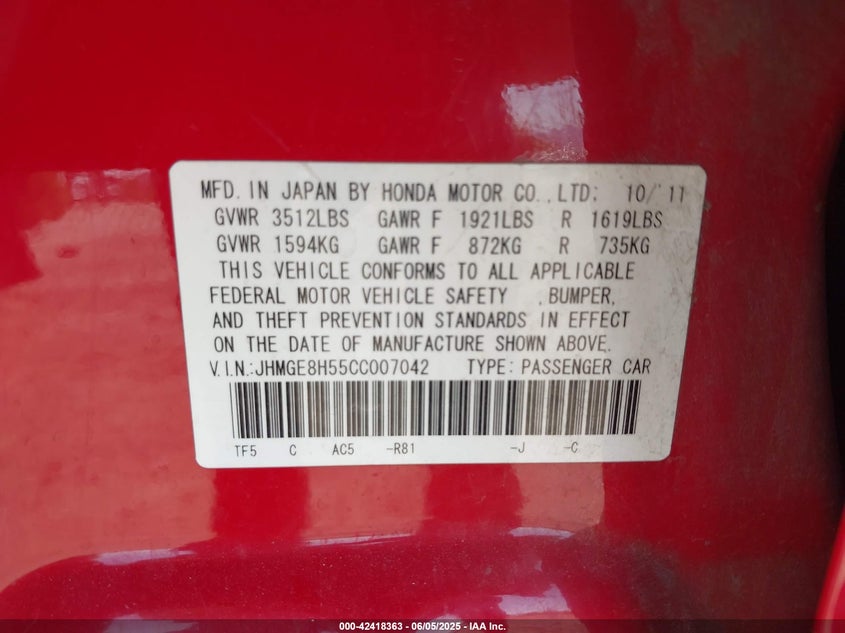 MFD. IN JAPAN BY HONDA MOTOR CO., LTD; 10/'11
GVWR 3512LBS GAWR F 1921LBS R 1619LBS
GVWR 1594KG GAWR F 872KG R 735KG
THIS VEHICLE CONFORMS TO ALL APPLICABLE
FEDERAL MOTOR VEHICLE SAFETY , BUMPER,
AND THEFT PREVENTION STANDARDS IN EFFECT
ON THE DATE OF MANUFACTURE SHOWN ABOVE.
V.I.N.:JHMGE8H55CC007042 TYPE: PASSENGER CAR
TF5 C AC5 -R81 -J -C
000-42418363 - 06/05/2025 - IAA Inc.